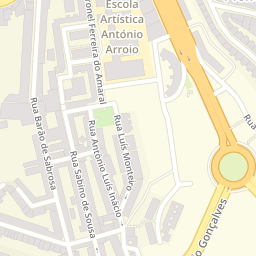 Escola
Artística
António
Arroio
ronel Ferreira do Amaral
Rua Barão de Sabrosa
Rua Sabino de Sousa
Rua António Luís Inácio
Rua Luís Monteiro
o Gonçalves